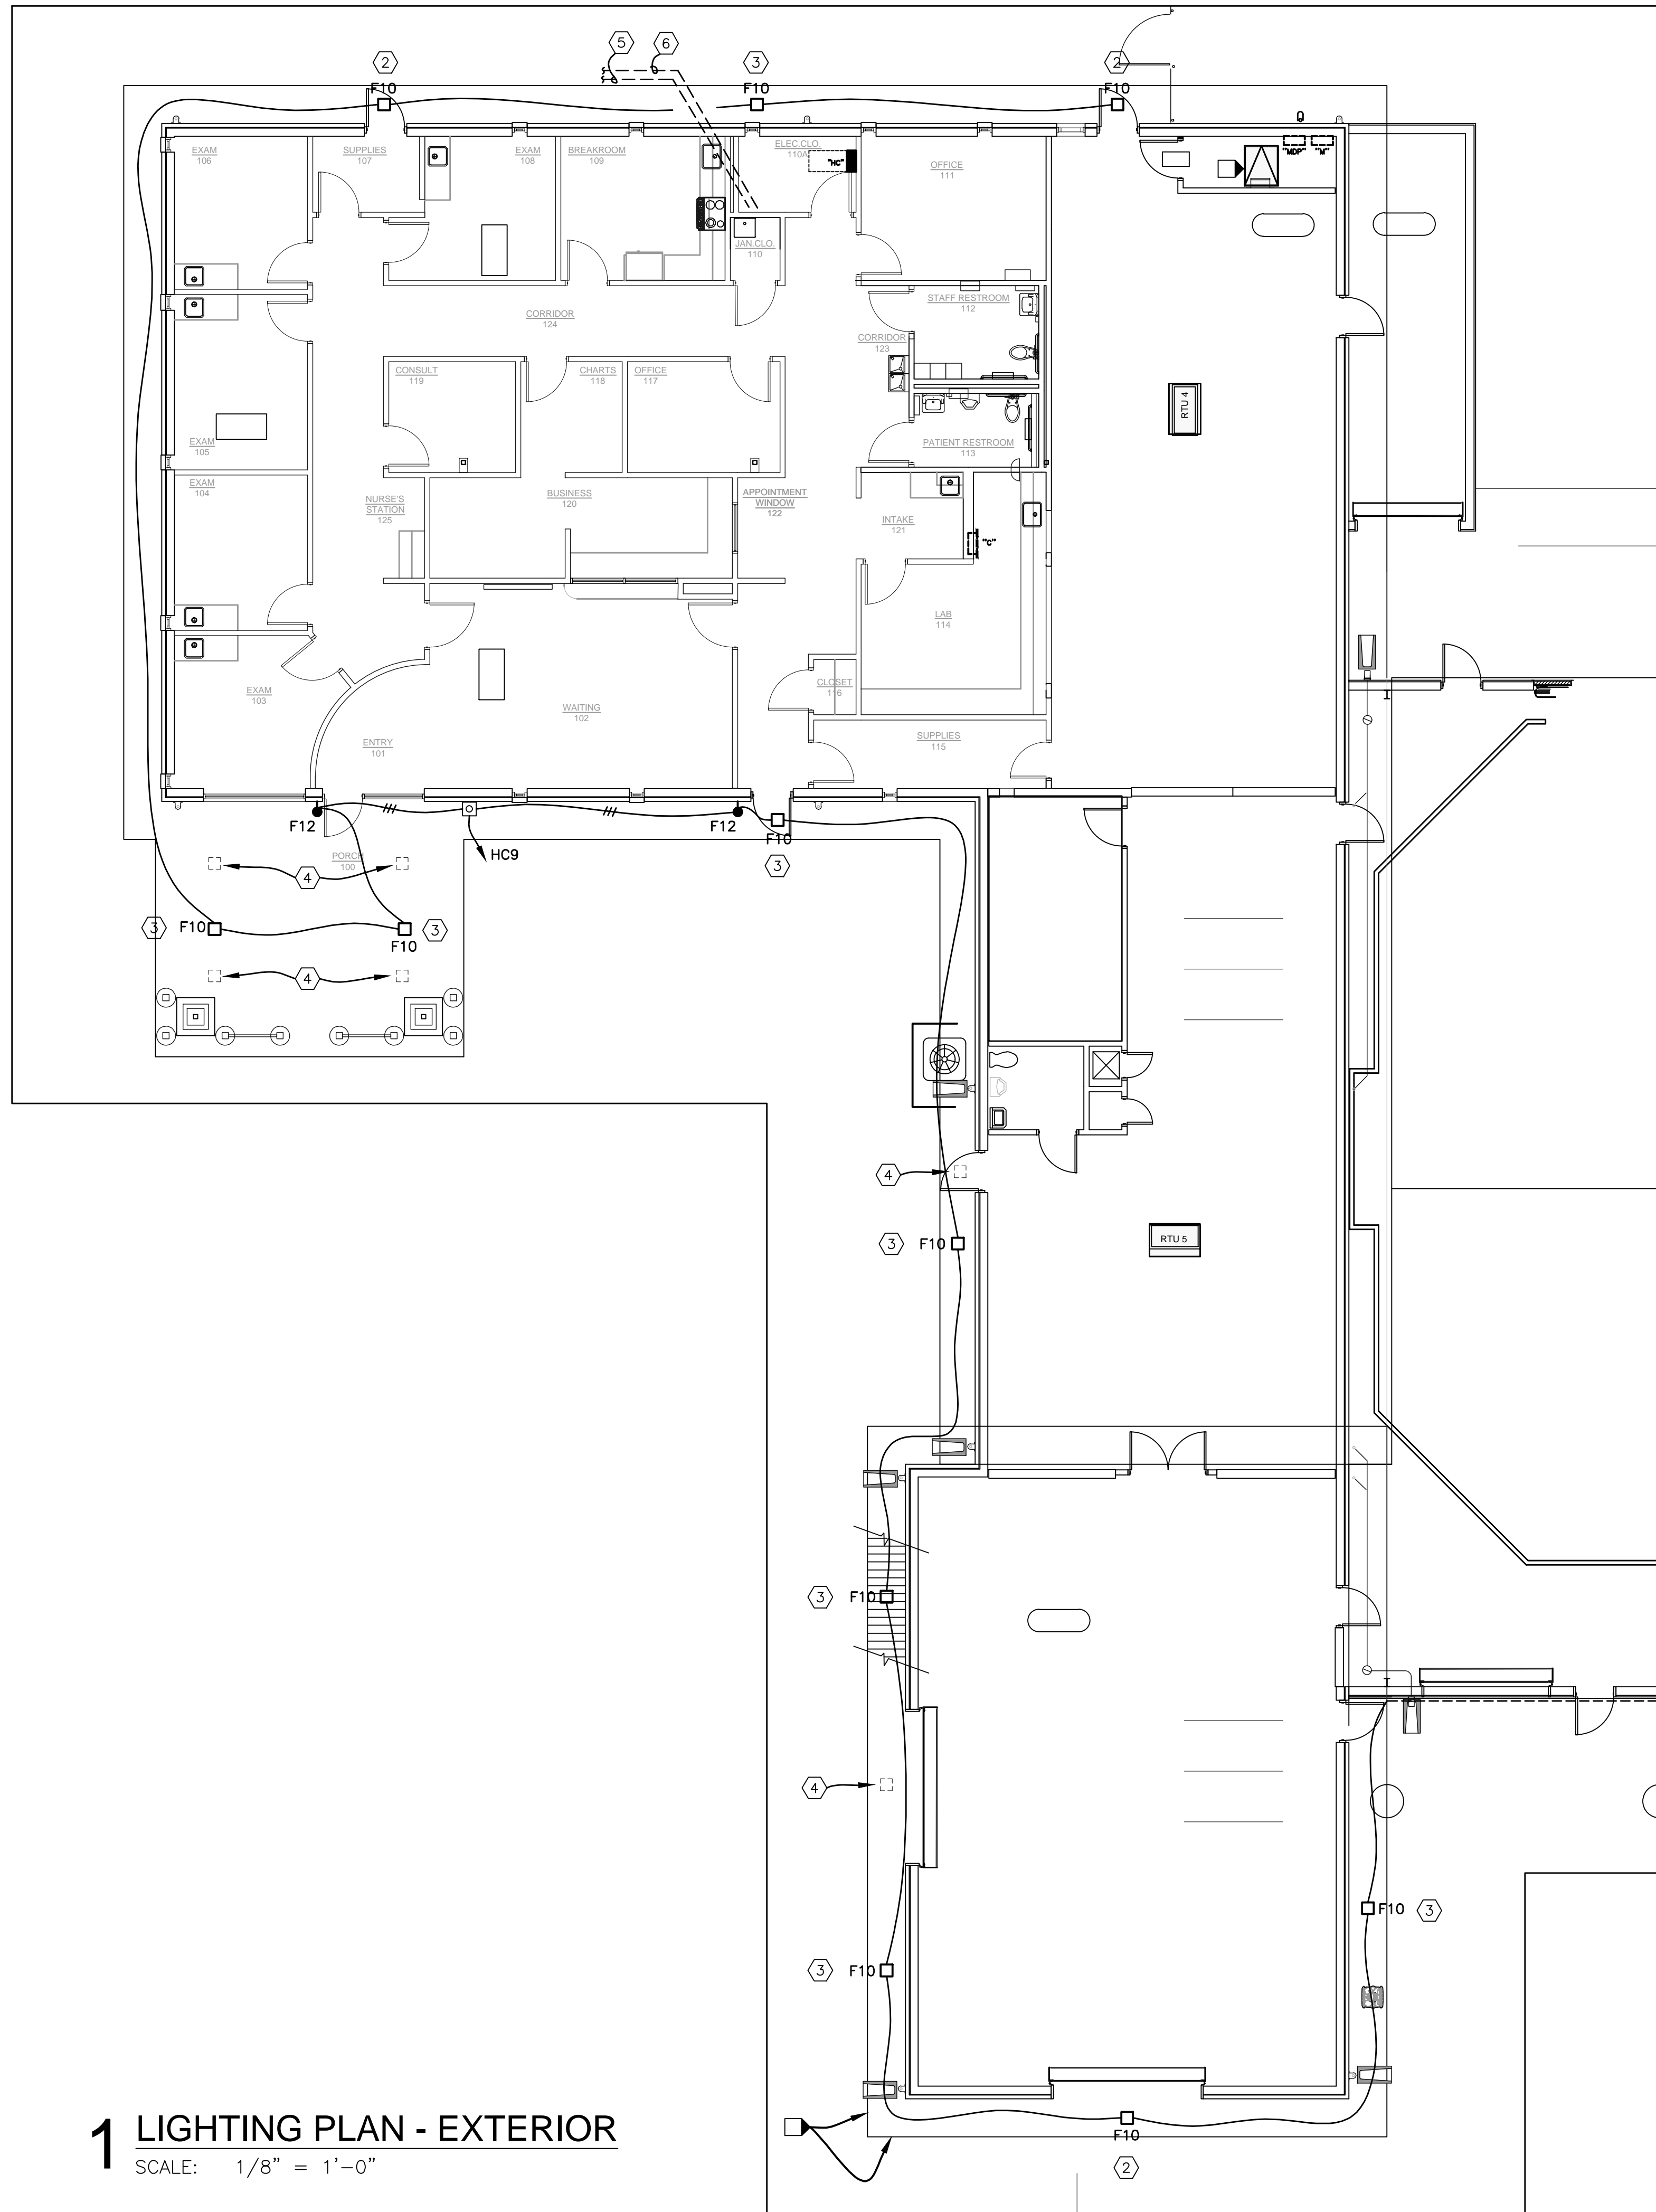 5
6
2
3
2
F10
F10
F10
EXAM
106
SUPPLIES
107
EXAM
108
BREAKROOM
109
ELEC.CLO.
110A
"HC"
OFFICE
111
"MDP"
"M"
JAN.CLO.
110
STAFF RESTROOM
112
CORRIDOR
124
CORRIDOR
123
CONSULT
119
CHARTS
118
OFFICE
117
RTU 4
EXAM
105
PATIENT RESTROOM
113
EXAM
104
NURSE'S
STATION
125
BUSINESS
120
APPOINTMENT
WINDOW
122
INTAKE
121
"C"
LAB
114
EXAM
103
WAITING
102
CLOSET
116
ENTRY
101
SUPPLIES
115
F12
F12
F10
HC9
3
PORCH
100
4
3
F10
F10
3
4
4
3
F10
RTU 5
3
F10
4
F10
3
3
F10
F10
2
1
LIGHTING PLAN - EXTERIOR
SCALE: 1/8" = 1'-0"